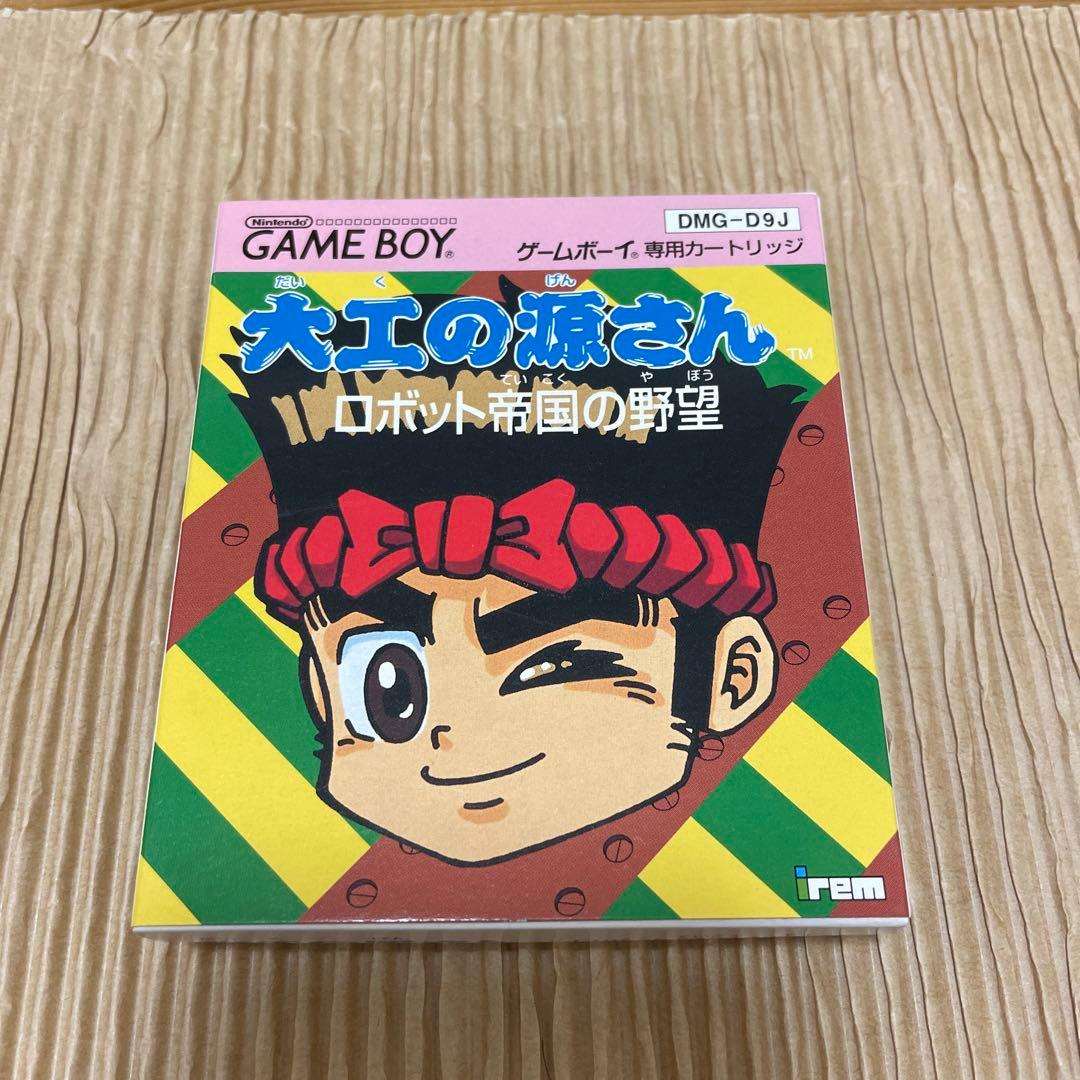 Nintendo
GAME BOY®
DMG-D9J
ゲームボーイ® 専用カートリッジ
だい く げん
大工の源さん™
てい こく や ぼう
ロボット帝国の野望
irem